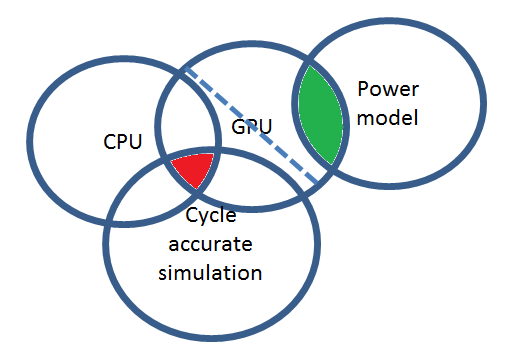 Power
model
GPU
CPU
Cycle
accurate
simulation